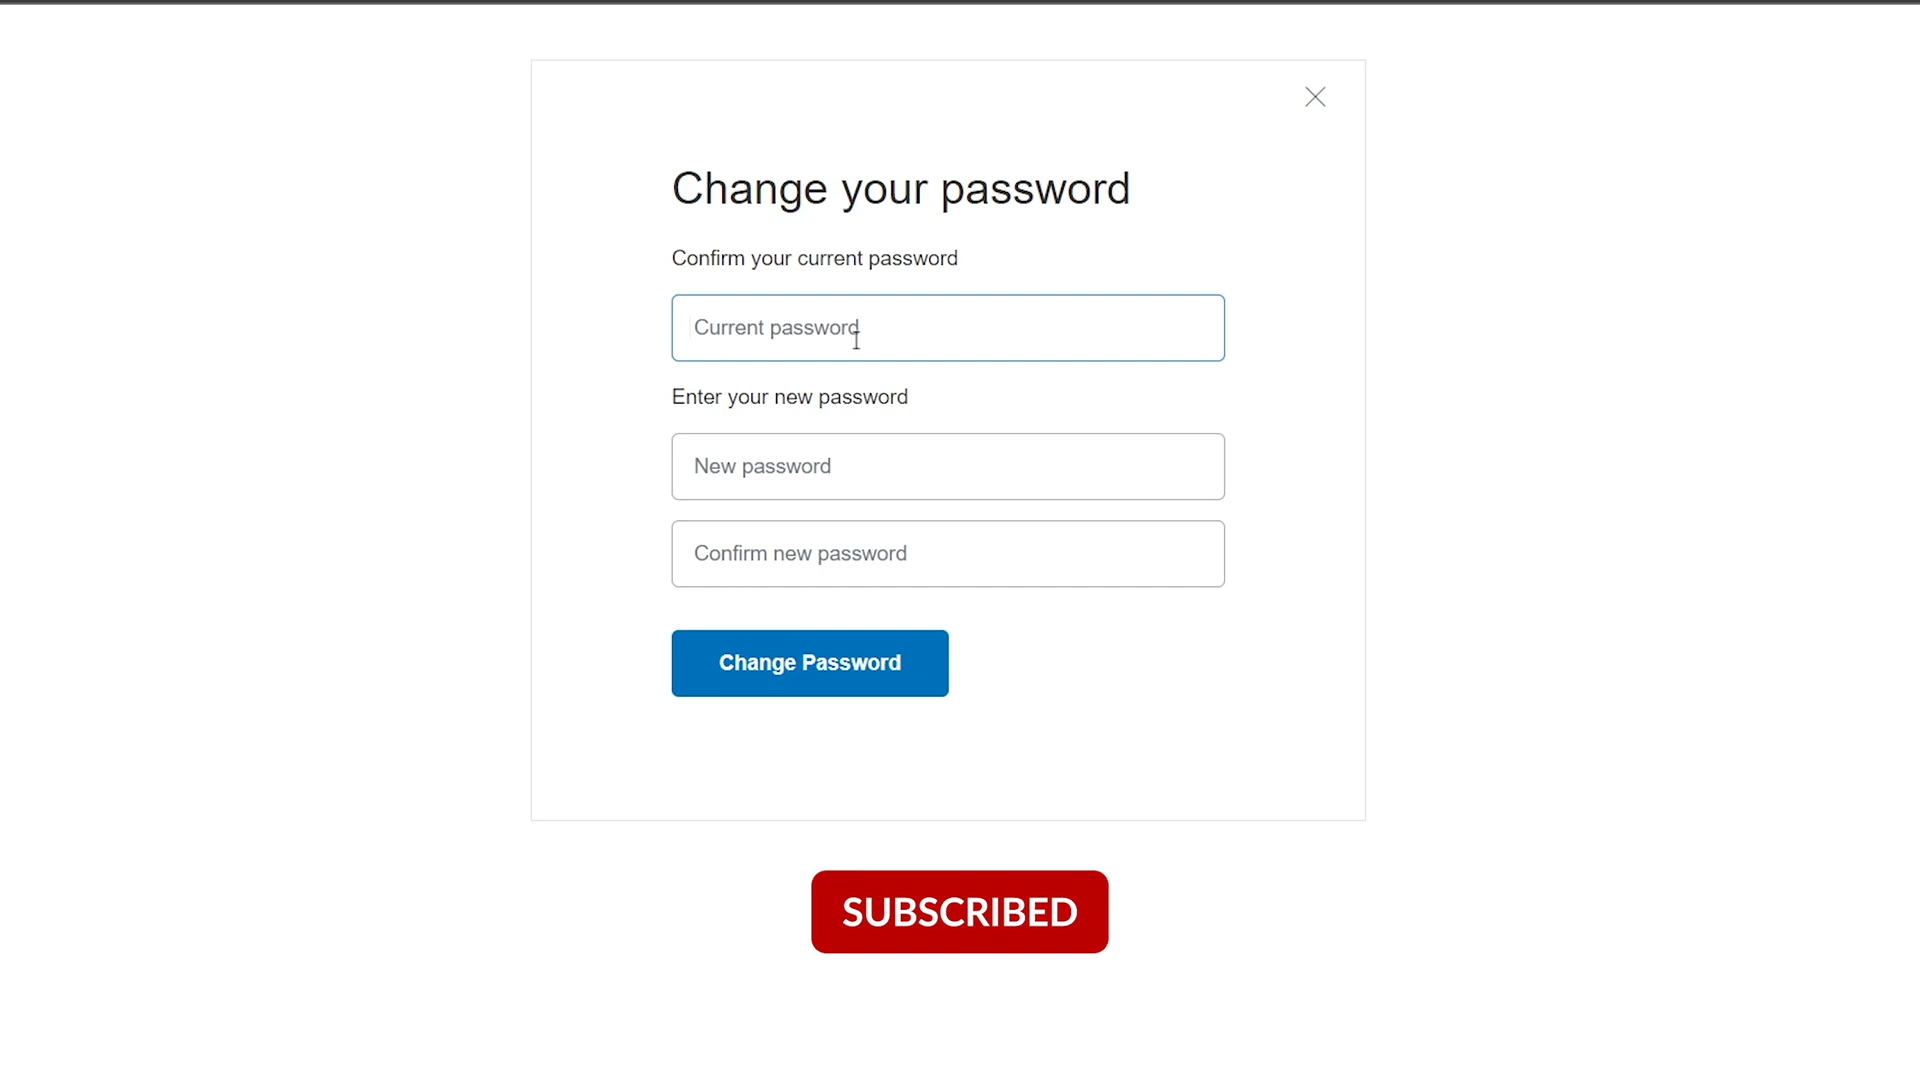 Change your password
Confirm your current password
Current password
Enter your new password
New password
Confirm new password
Change Password
SUBSCRIBED